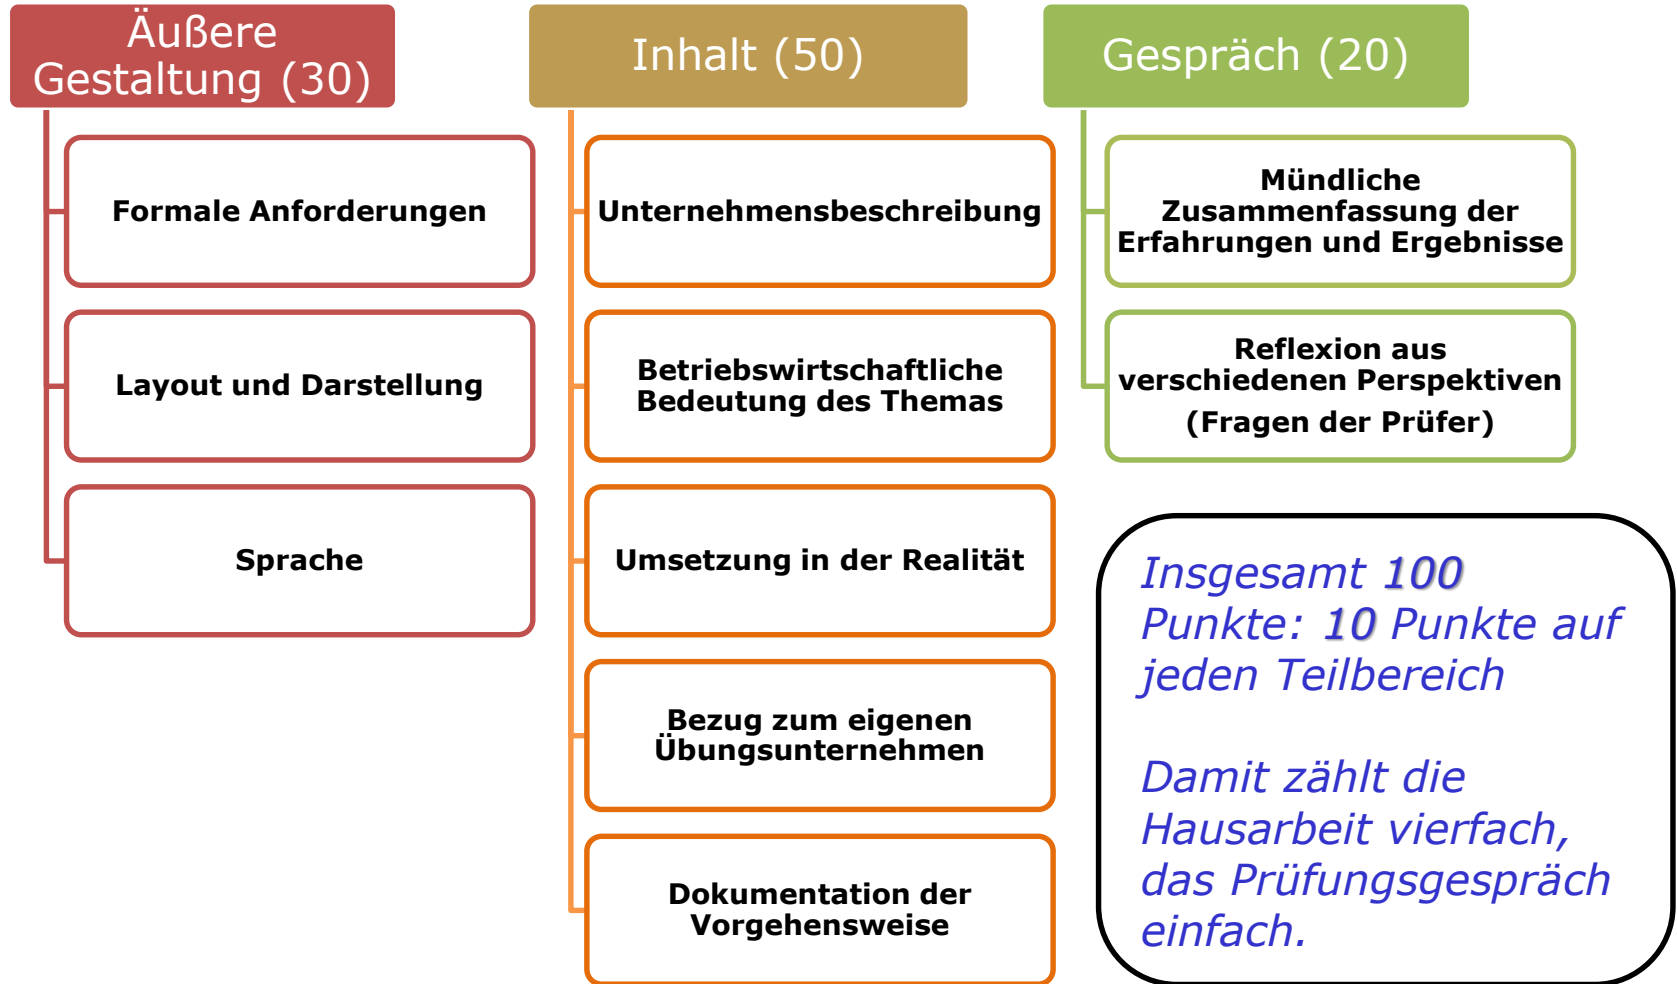 Äußere
Gestaltung (30)
Formale Anforderungen
Layout und Darstellung
Sprache
Inhalt (50)
Unternehmensbeschreibung
Betriebswirtschaftliche
Bedeutung des Themas
Umsetzung in der Realität
Bezug zum eigenen
Übungsunternehmen
Dokumentation der
Vorgehensweise
Gespräch (20)
Mündliche
Zusammenfassung der
Erfahrungen und Ergebnisse
Reflexion aus
verschiedenen Perspektiven
(Fragen der Prüfer)
Insgesamt 100
Punkte: 10 Punkte auf
jeden Teilbereich
Damit zählt die
Hausarbeit vierfach,
das Prüfungsgespräch
einfach.